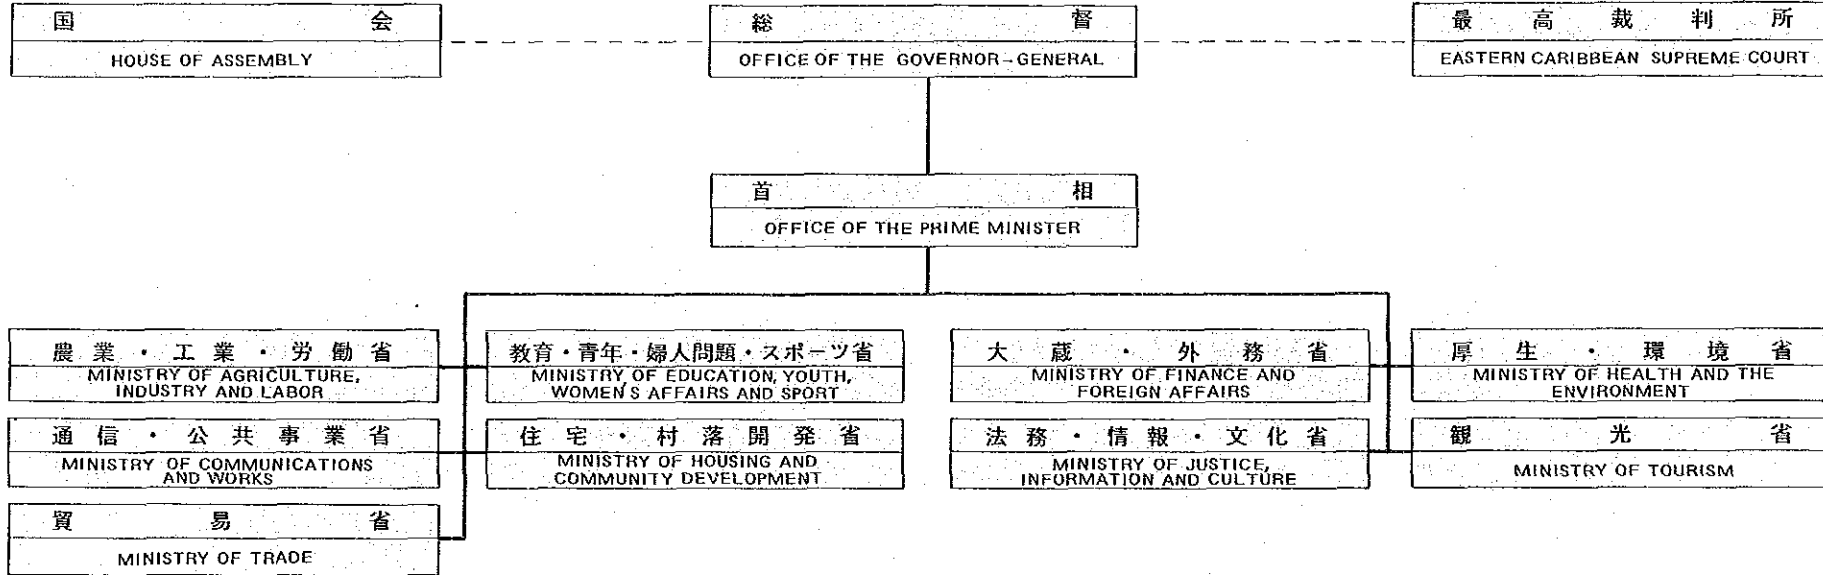 国会
HOUSE OF ASSEMBLY
総督
OFFICE OF THE GOVERNOR-GENERAL
最高裁判所
EASTERN CARIBBEAN SUPREME COURT
首相
OFFICE OF THE PRIME MINISTER
農業・工業・労働省
MINISTRY OF AGRICULTURE,
INDUSTRY AND LABOR
教育・青年・婦人問題・スポーツ省
MINISTRY OF EDUCATION, YOUTH,
WOMEN'S AFFAIRS AND SPORT
大蔵・外務省
MINISTRY OF FINANCE AND
FOREIGN AFFAIRS
厚生・環境省
MINISTRY OF HEALTH AND THE
ENVIRONMENT
通信・公共事業省
MINISTRY OF COMMUNICATIONS
AND WORKS
住宅・村落開発省
MINISTRY OF HOUSING AND
COMMUNITY DEVELOPMENT
法務・情報・文化省
MINISTRY OF JUSTICE,
INFORMATION AND CULTURE
観光省
MINISTRY OF TOURISM
貿易省
MINISTRY OF TRADE